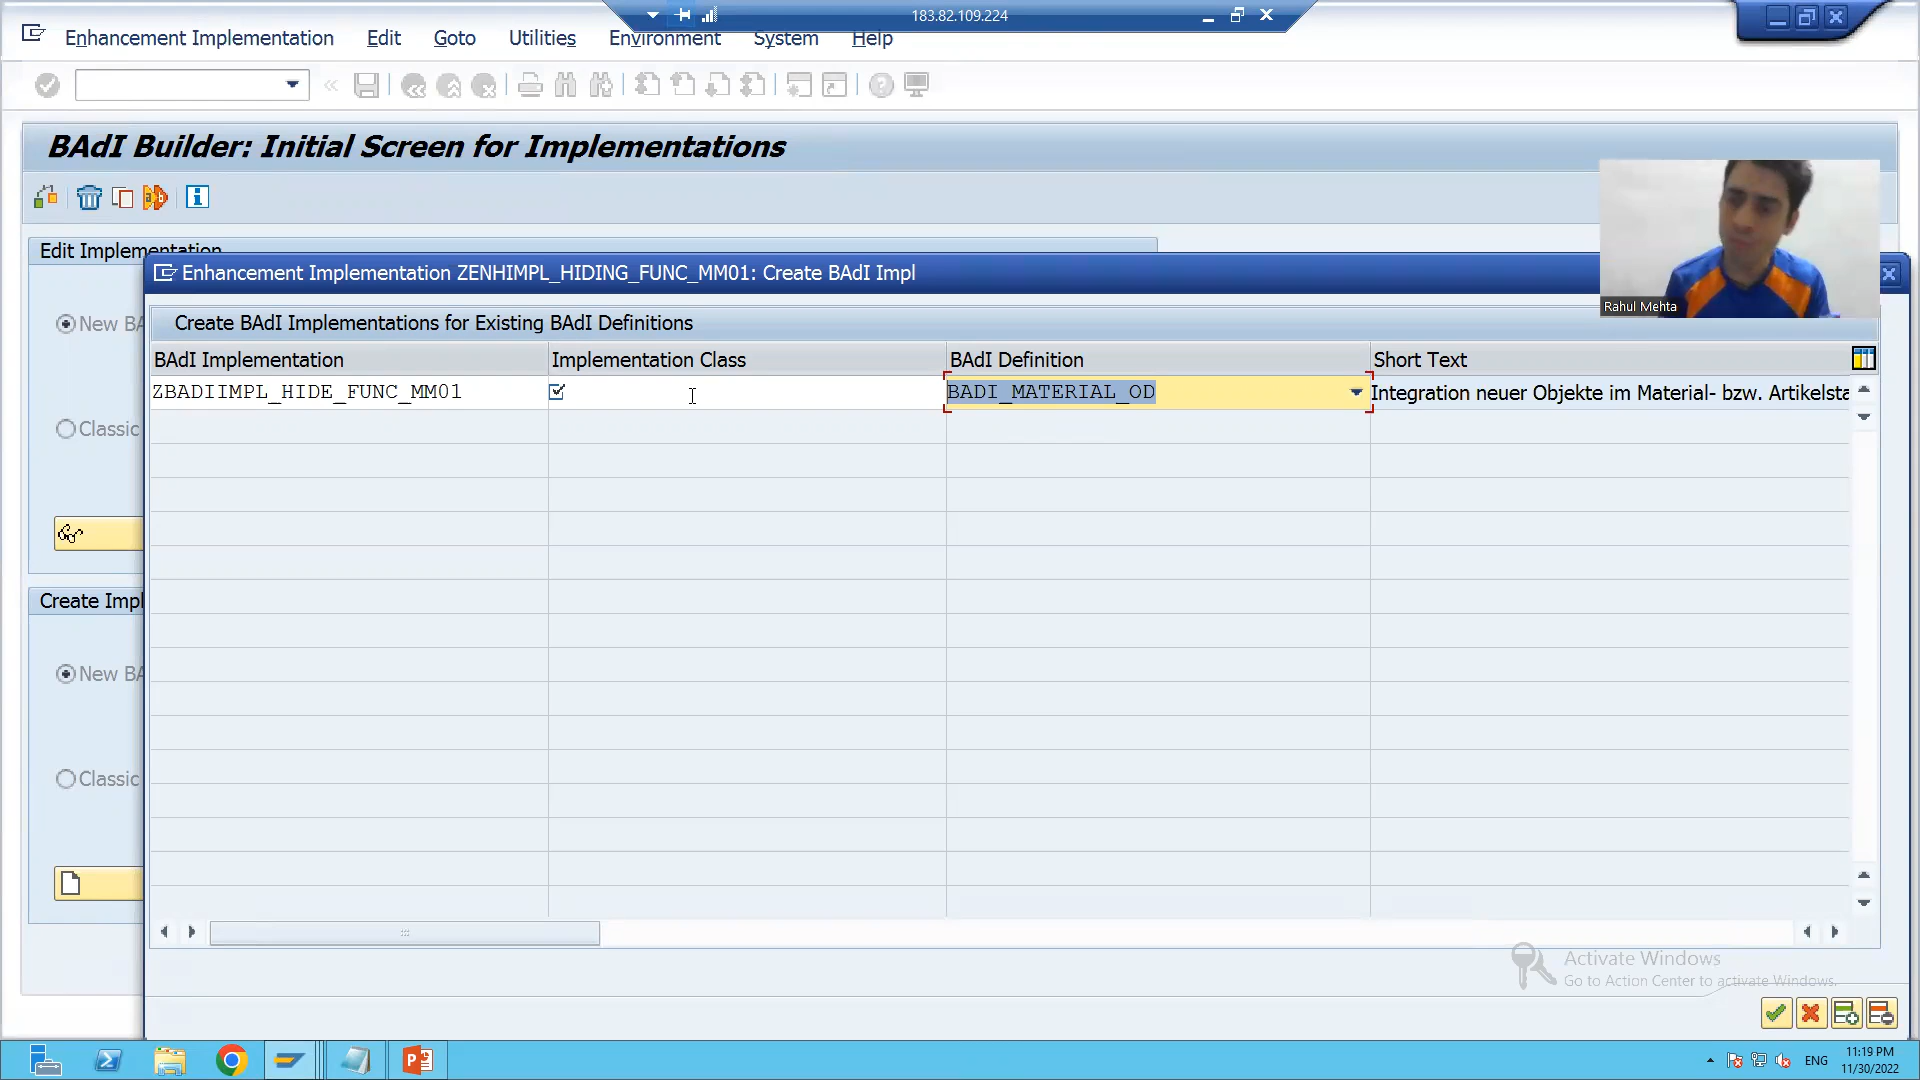 183.82.109.224
Enhancement Implementation Edit Goto Utilities Environment System Help
BAdI Builder: Initial Screen for Implementations
Edit Implementation
Enhancement Implementation ZENHIMPL_HIDING_FUNC_MM01: Create BAdI Impl
Rahul Mehta
Create BAdI Implementations for Existing BAdI Definitions
New BA
BAdI Implementation Implementation Class BAdI Definition Short Text
ZBADIIMPL_HIDE_FUNC_MM01 BADI_MATERIAL_OD Integration neuer Objekte im Material- bzw. Artikelsta
Classic
Create Impl
New BA
Classic
Activate Windows
Go to Action Center to activate Windows.
ENG
11:19 PM
11/30/2022